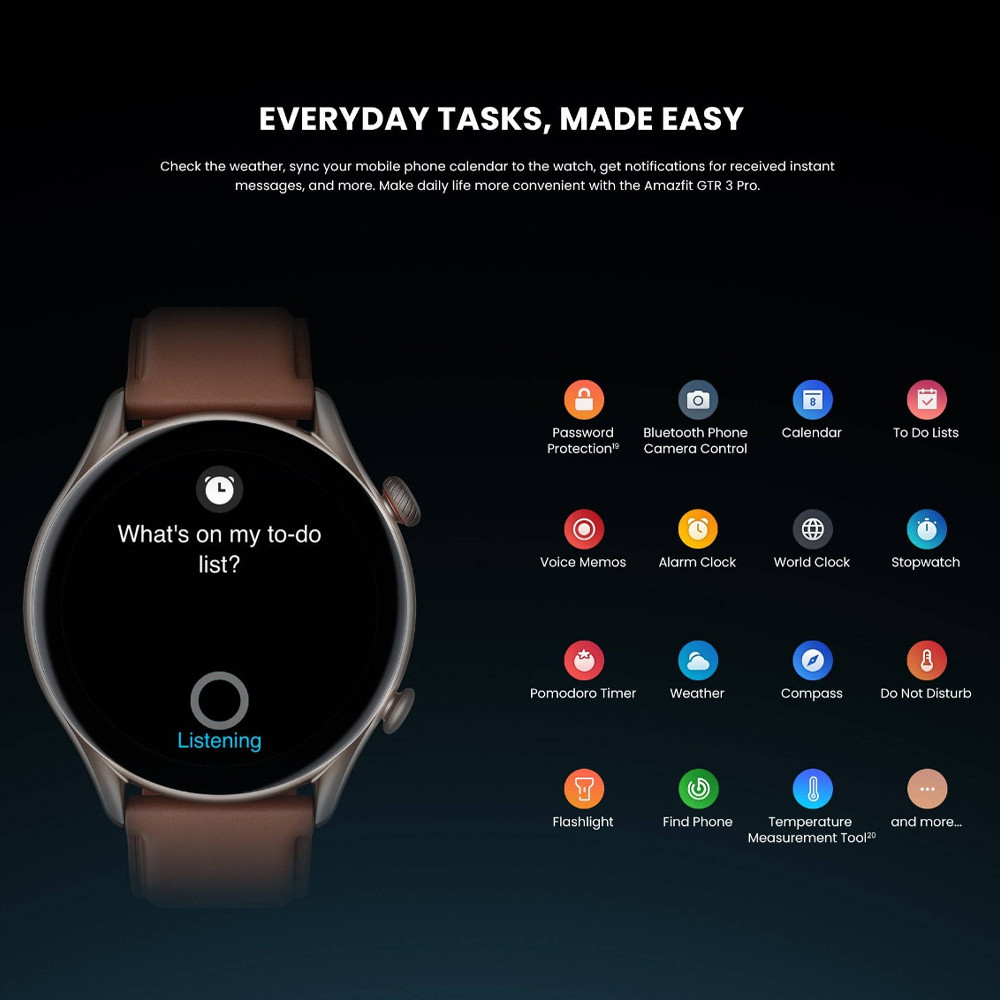 EVERYDAY TASKS, MADE EASY
Check the weather, sync your mobile phone calendar to the watch, get notifications for received instant
messages, and more. Make daily life more convenient with the Amazfit GTR 3 Pro.
What's on my to-do
list?
Listening
Password
Protection¹⁹
Bluetooth Phone
Camera Control
Calendar
8
To Do Lists
Voice Memos
Alarm Clock
World Clock
Stopwatch
Pomodoro Timer
Weather
Compass
Do Not Disturb
Flashlight
Find Phone
Temperature
Measurement Tool²⁰
and more...